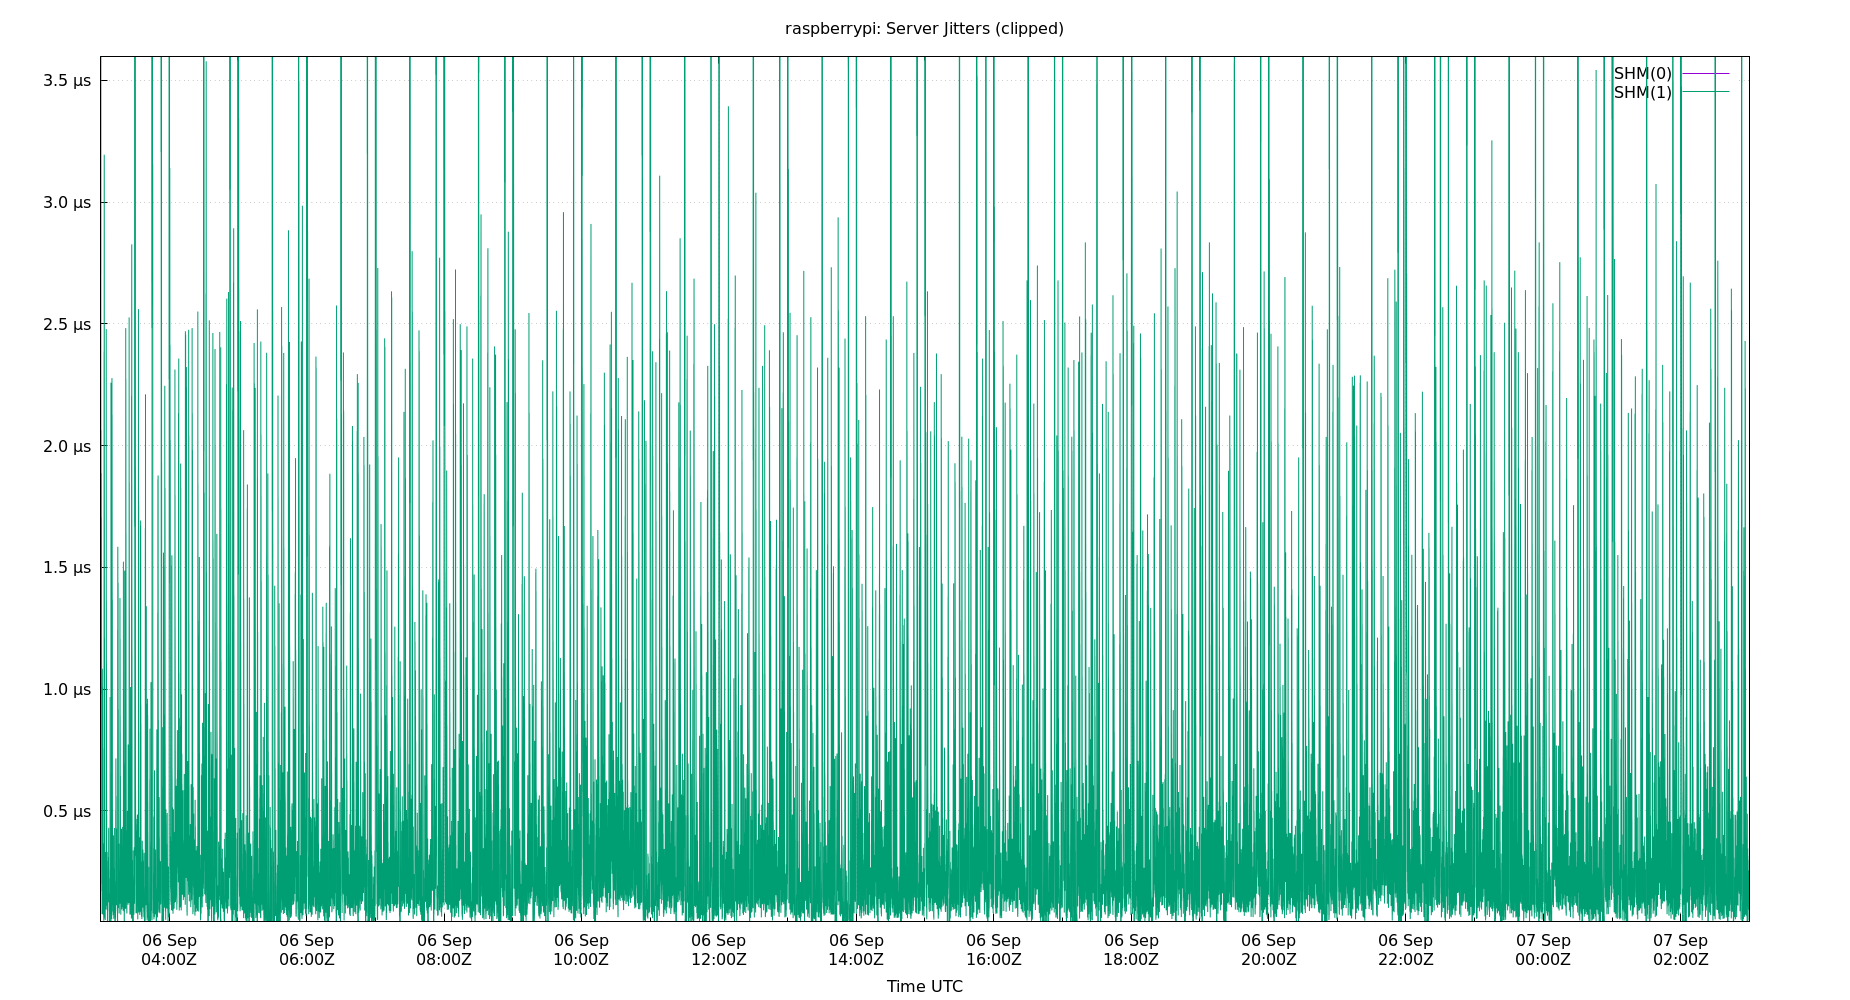 raspberrypi: Server Jitters (clipped)
SHM(0)
SHM(1)
3.5 µs
3.0 µs
2.5 µs
2.0 µs
1.5 µs
1.0 µs
0.5 µs
06 Sep 06 Sep 06 Sep 06 Sep 06 Sep 06 Sep 06 Sep 06 Sep 06 Sep 06 Sep 07 Sep 07 Sep
04:00Z 06:00Z 08:00Z 10:00Z 12:00Z 14:00Z 16:00Z 18:00Z 20:00Z 22:00Z 00:00Z 02:00Z
Time UTC